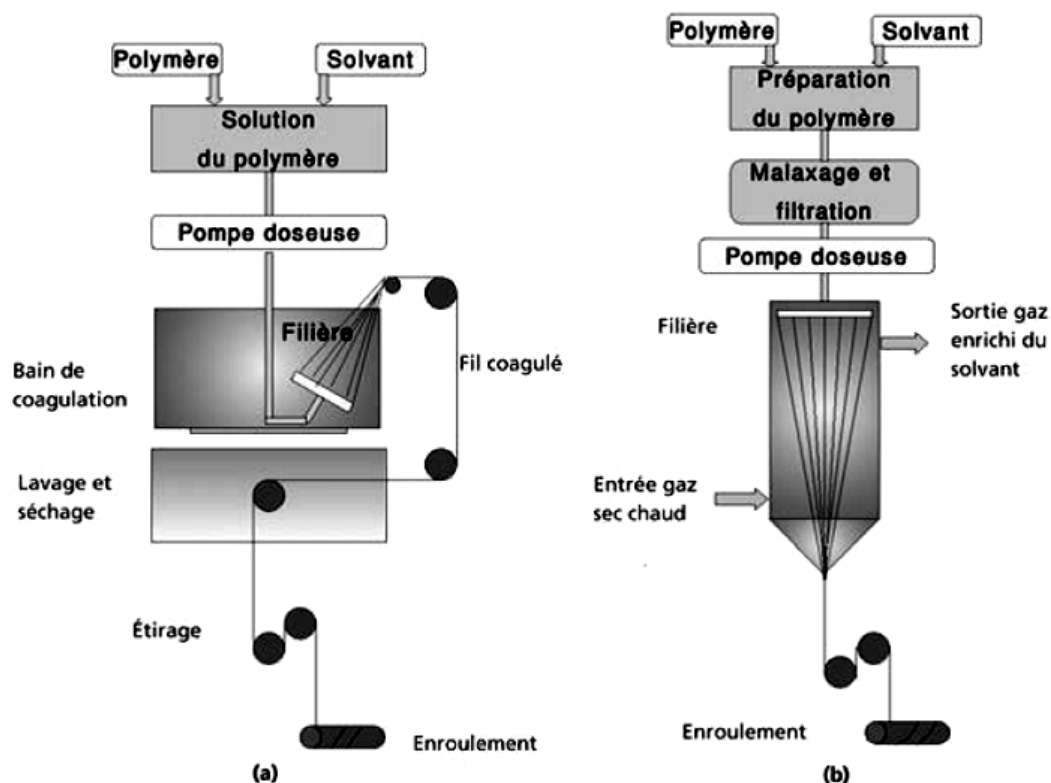 Polymère
Solvant
Solution
du polymère
Pompe doseuse
Filière
Fil coagulé
Bain de
coagulation
Lavage et
séchage
Étirage
Enroulement
(a)
Polymère
Solvant
Préparation
du polymère
Malaxage et
filtration
Pompe doseuse
Filière
Sortie gaz
enrichi du
solvant
Entrée gaz
sec chaud
Enroulement
(b)